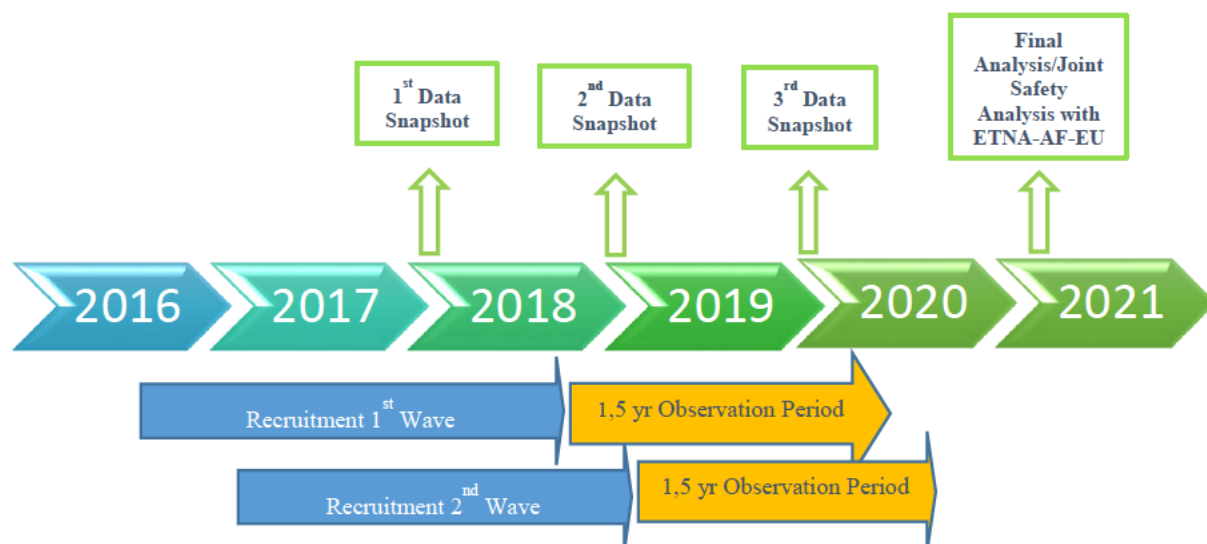 1st Data
Snapshot
2nd Data
Snapshot
3rd Data
Snapshot
Final
Analysis/Joint
Safety
Analysis with
ETNA-AF-EU
2016
2017
2018
2019
2020
2021
Recruitment 1st Wave
1,5 yr Observation Period
Recruitment 2nd Wave
1,5 yr Observation Period